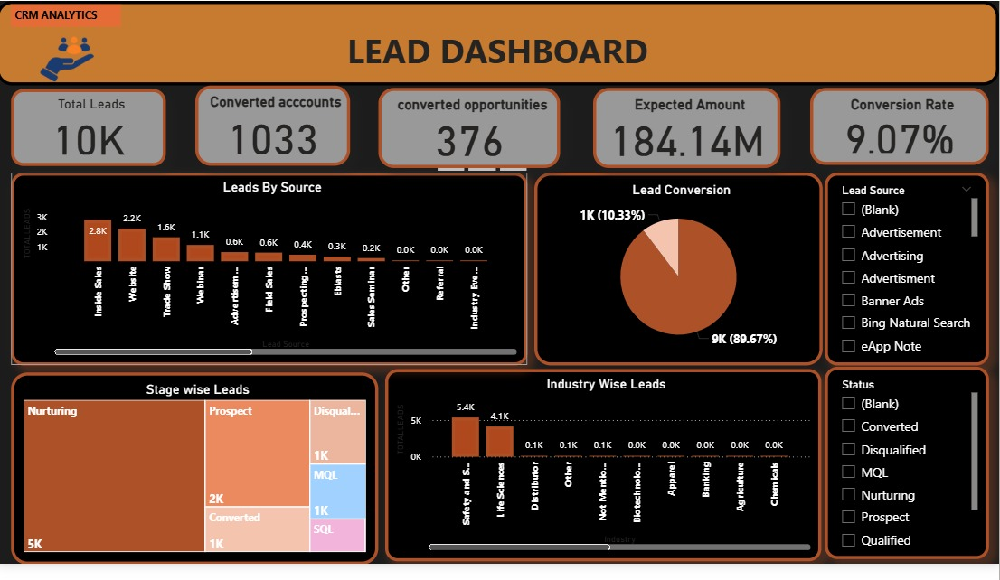 CRM ANALYTICS
LEAD DASHBOARD
Total Leads
10K
Converted acccounts
1033
converted opportunities
376
Expected Amount
184.14M
Conversion Rate
9.07%
Leads By Source
TOTALLEADS
3K
2K
1K
2.8K
2.2K
1.6K
1.1K
0.6K
0.6K
0.4K
0.3K
0.2K
0.0K
0.0K
0.0K
Inside Sales
Website
Trade Show
Webinar
Advertisem...
Field Sales
Prospecting...
Eblasts
Sales Seminar
Other
Referral
Industry Eve...
Lead Source
Lead Conversion
1K (10.33%)
9K (89.67%)
Lead Source
(Blank)
Advertisement
Advertising
Advertisment
Banner Ads
Bing Natural Search
eApp Note
Stage wise Leads
Nurturing
5K
Prospect
2K
Converted
1K
Disqual...
1K
MQL
1K
SQL
Industry Wise Leads
TOTALLEADS
5K
0K
5.4K
4.1K
0.1K
0.1K
0.1K
0.0K
0.0K
0.0K
0.0K
0.0K
Safety and S...
Life Sciences
Distributor
Other
Not Mentio...
Biotechnolo...
Apparel
Banking
Agriculture
Chemicals
Industry
Status
(Blank)
Converted
Disqualified
MQL
Nurturing
Prospect
Qualified